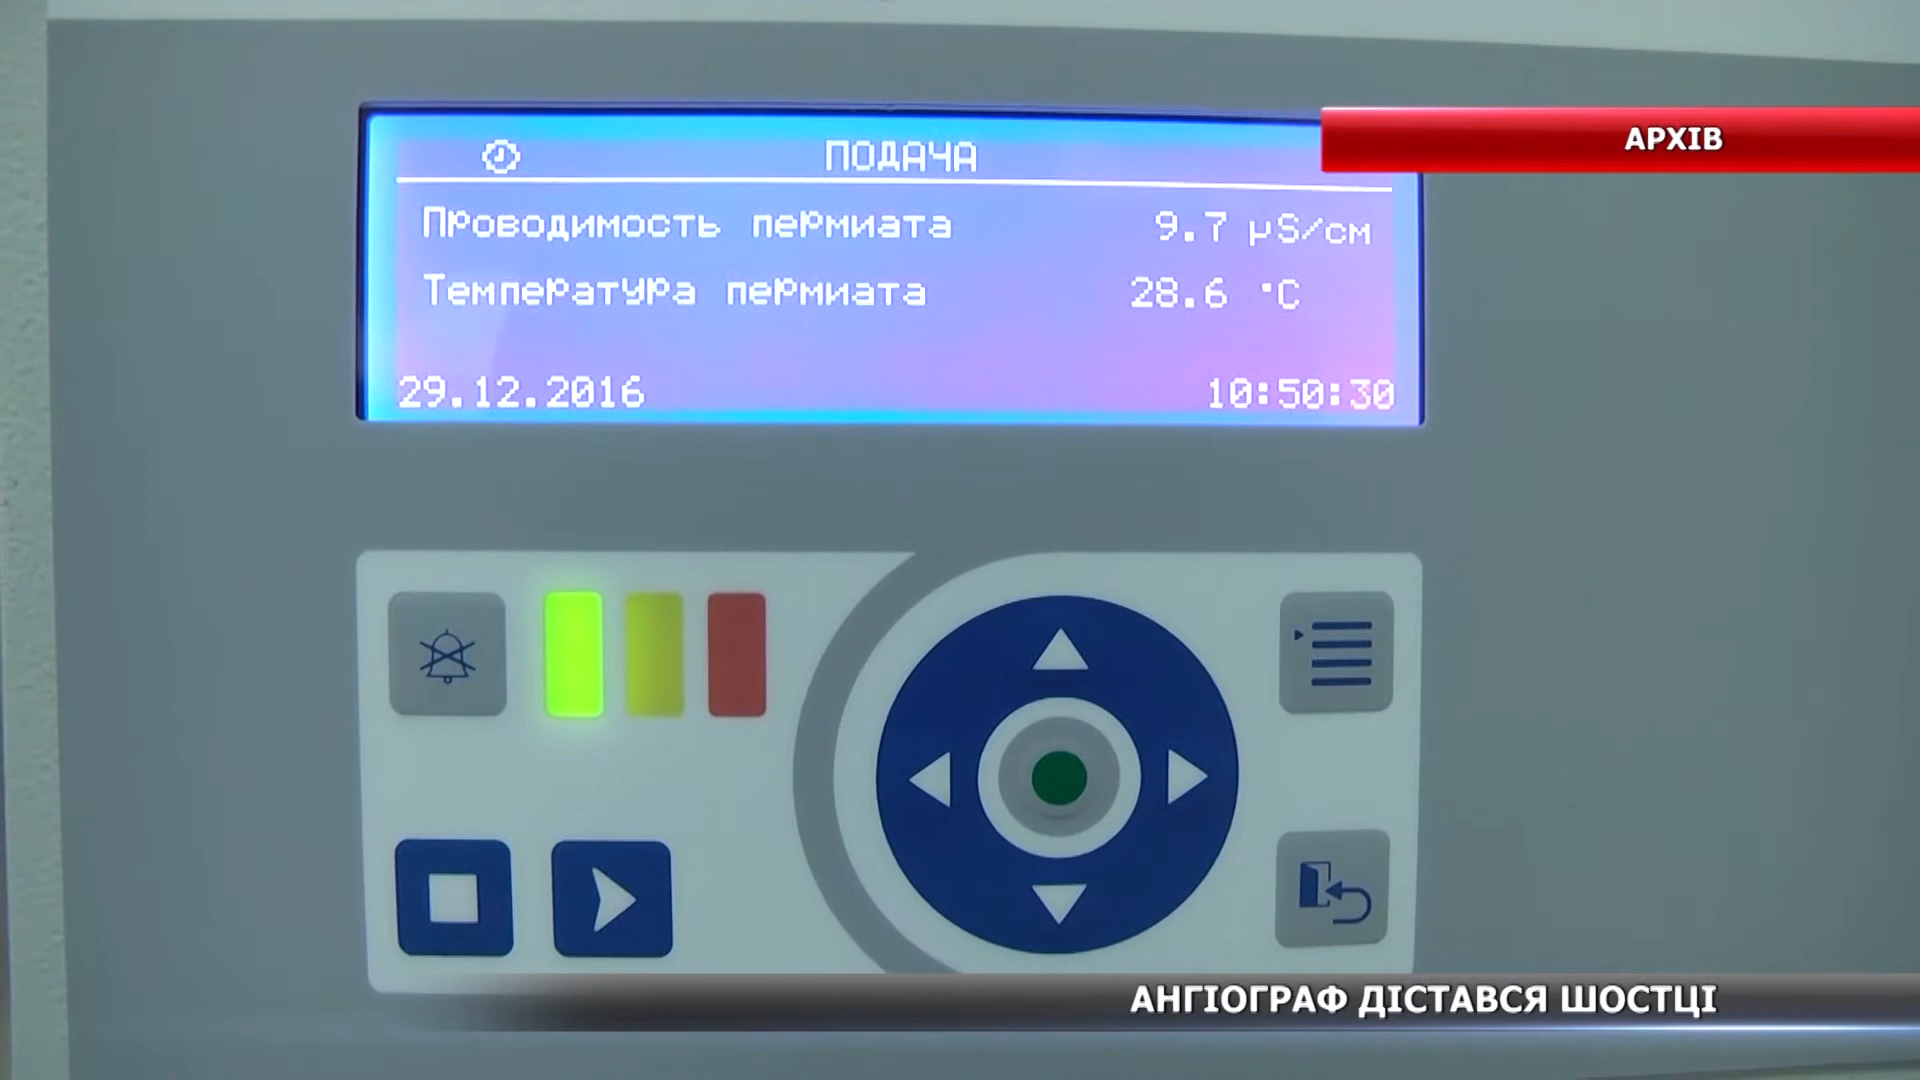 АРХІВ
ПОДАЧА
Проводимость пермиата 9.7 µS/см
Температура пермиата 28.6 °C
29.12.2016 10:50:30
АНГІОГРАФ ДІСТАВСЯ ШОСТЦІ